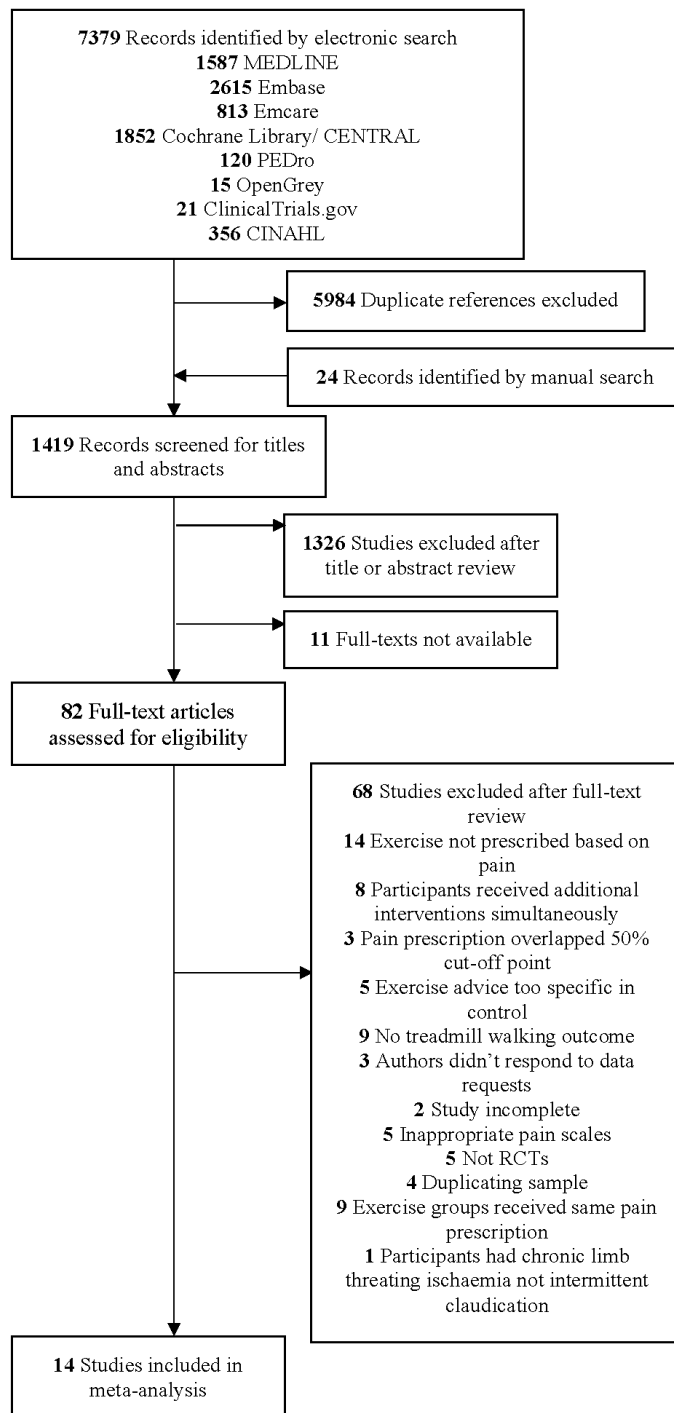 7379 Records identified by electronic search
1587 MEDLINE
2615 Embase
813 Emcare
1852 Cochrane Library/ CENTRAL
120 PEDro
15 OpenGrey
21 ClinicalTrials.gov
356 CINAHL
5984 Duplicate references excluded
24 Records identified by manual search
1419 Records screened for titles
and abstracts
1326 Studies excluded after
title or abstract review
11 Full-texts not available
82 Full-text articles
assessed for eligibility
68 Studies excluded after full-text
review
14 Exercise not prescribed based on
pain
8 Participants received additional
interventions simultaneously
3 Pain prescription overlapped 50%
cut-off point
5 Exercise advice too specific in
control
9 No treadmill walking outcome
3 Authors didn't respond to data
requests
2 Study incomplete
5 Inappropriate pain scales
5 Not RCTs
4 Duplicating sample
9 Exercise groups received same pain
prescription
1 Participants had chronic limb
threating ischaemia not intermittent
claudication
14 Studies included in
meta-analysis